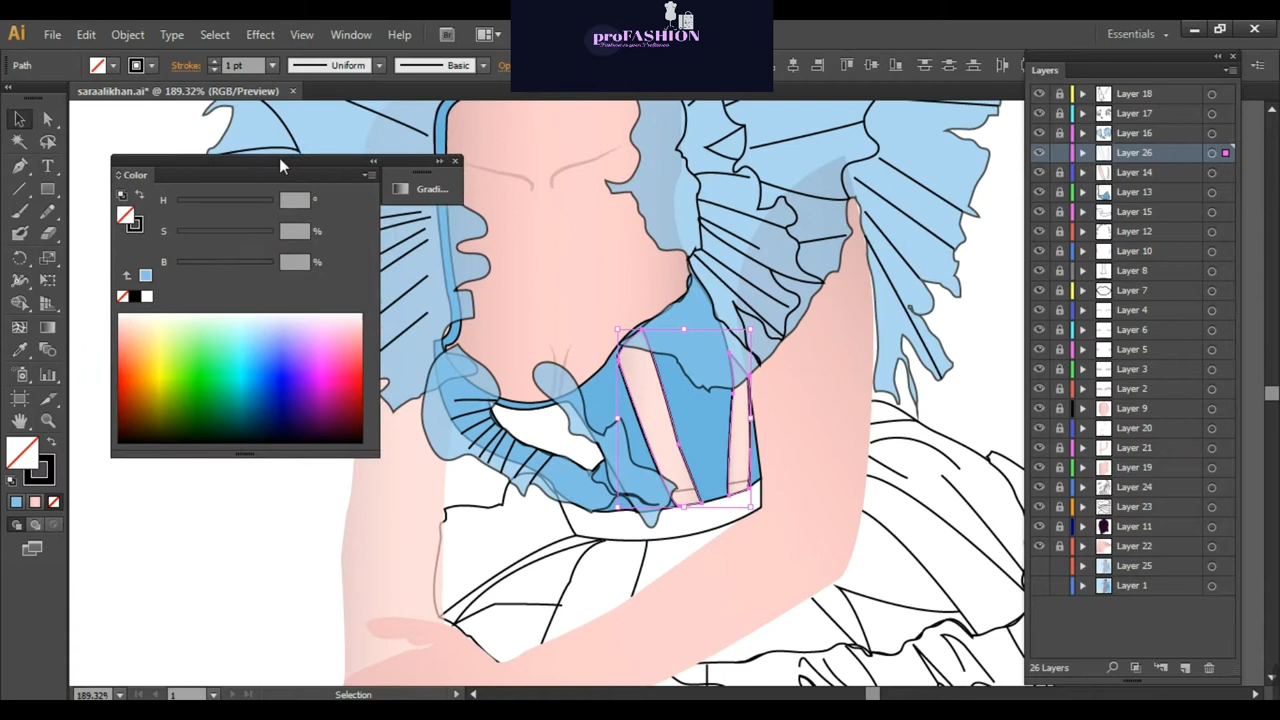 Ai File Edit Object Type Select Effect View Window Help Br Essentials
proFASHION
Path Stroke: 1 pt Uniform Basic
saraalikhan.ai* @ 189.32% (RGB/Preview)
Color
H °
S %
B %
Gradi...
Layers
Layer 18
Layer 17
Layer 16
Layer 26
Layer 14
Layer 13
Layer 15
Layer 12
Layer 10
Layer 8
Layer 7
Layer 4
Layer 6
Layer 5
Layer 3
Layer 2
Layer 9
Layer 20
Layer 21
Layer 19
Layer 24
Layer 23
Layer 11
Layer 22
Layer 25
Layer 1
26 Layers
189.32% 1 Selection